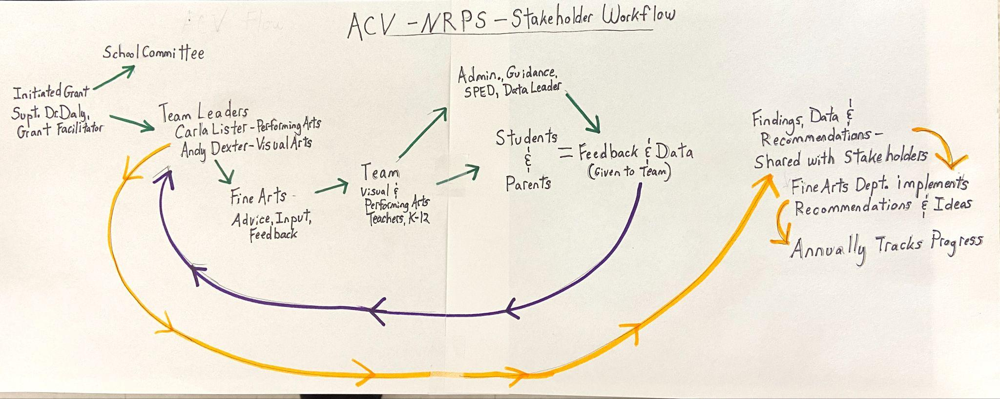 ACV Flow
ACV - NRPS - Stakeholder Workflow
School Committee
Initiated Grant
Supt. Dr. Daly,
Grant Facilitator
Team Leaders
Carla Lister - Performing Arts
Andy Dexter - Visual Arts
Fine Arts -
Advice, Input,
Feedback
Team
Visual &
Performing Arts
Teachers, K-12
Admin., Guidance,
SPED, Data Leader
Students
&
Parents
= Feedback & Data
(Given to Team)
Findings, Data &
Recommendations -
Shared with Stakeholders
Fine Arts Dept. implements
Recommendations & Ideas
Annually Tracks Progress